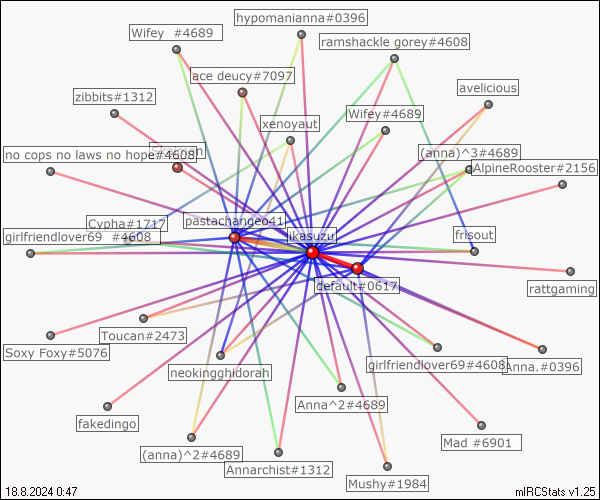 hypomanianna#0396
Wifey  #4689
ramshackle gorey#4608
ace deucy#7097
avelicious
zibbits#1312
Wifey#4689
xenoyaut
no cops no laws no hope#4608
(anna)^3#4689
AlpineRooster#2156
Cypha#1717
pastachangeo41
girlfriendlover69  #4608
ikasuzu
frisout
default#0617
rattgaming
Toucan#2473
Soxy Foxy#5076
neokingghidorah
girlfriendlover69#4608
Anna.#0396
Anna^2#4689
fakedingo
(anna)^2#4689
Mad #6901
Annarchist#1312
Mushy#1984
18.8.2024 0:47
mIRCStats v1.25